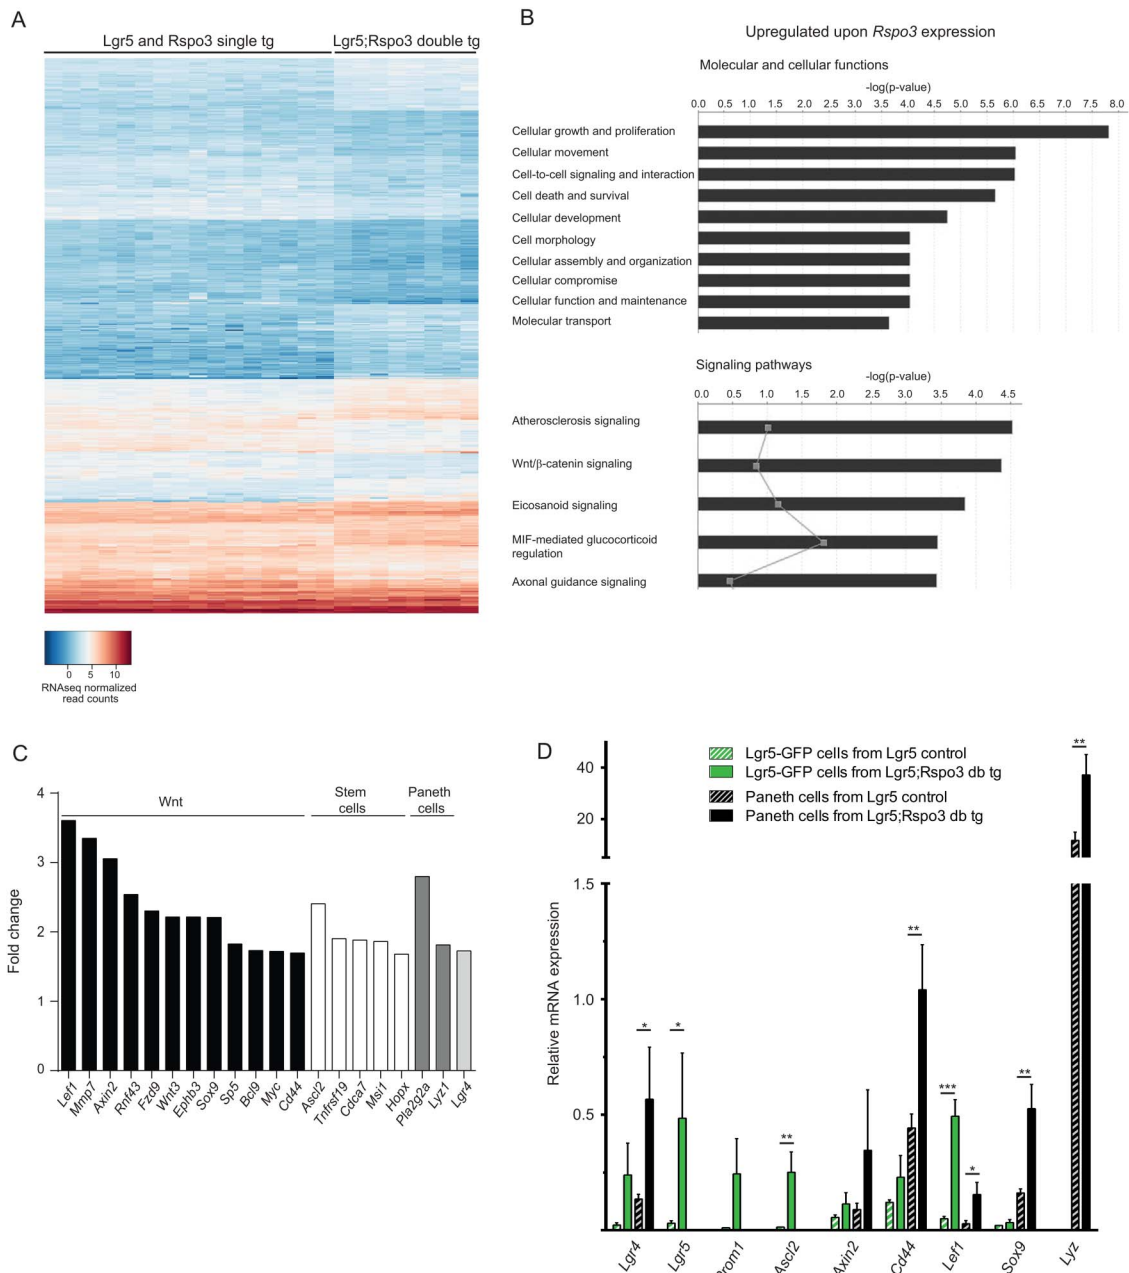 A
Lgr5 and Rspo3 single tg
Lgr5;Rspo3 double tg
0 5 10
RNAseq normalized
read counts
B
Upregulated upon Rspo3 expression
Molecular and cellular functions
-log(p-value)
0.0 0.5 1.0 1.5 2.0 2.5 3.0 3.5 4.0 4.5 5.0 5.5 6.0 6.5 7.0 7.5 8.0
Cellular growth and proliferation
Cellular movement
Cell-to-cell signaling and interaction
Cell death and survival
Cellular development
Cell morphology
Cellular assembly and organization
Cellular compromise
Cellular function and maintenance
Molecular transport
Signaling pathways
-log(p-value)
0.0 0.5 1.0 1.5 2.0 2.5 3.0 3.5 4.0 4.5
Atherosclerosis signaling
Wnt/β-catenin signaling
Eicosanoid signaling
MIF-mediated glucocorticoid
regulation
Axonal guidance signaling
C
Fold change
4
3
2
1
0
Wnt
Stem
cells
Paneth
cells
Lef1
Mmp7
Axin2
Rnf43
Fzd9
Wnt3
Ephb3
Sox9
Sp5
Bcl9
Myc
Cd44
Ascl2
Tnfrsf19
Cdca7
Msi1
Hopx
Pla2g2a
Lyz1
Lgr4
D
Lgr5-GFP cells from Lgr5 control
Lgr5-GFP cells from Lgr5;Rspo3 db tg
Paneth cells from Lgr5 control
Paneth cells from Lgr5;Rspo3 db tg
Relative mRNA expression
40
20
1.5
1.0
0.5
*
*
**
**
***
*
**
**
Lgr4
Lgr5
Prom1
Ascl2
Axin2
Cd44
Lef1
Sox9
Lyz